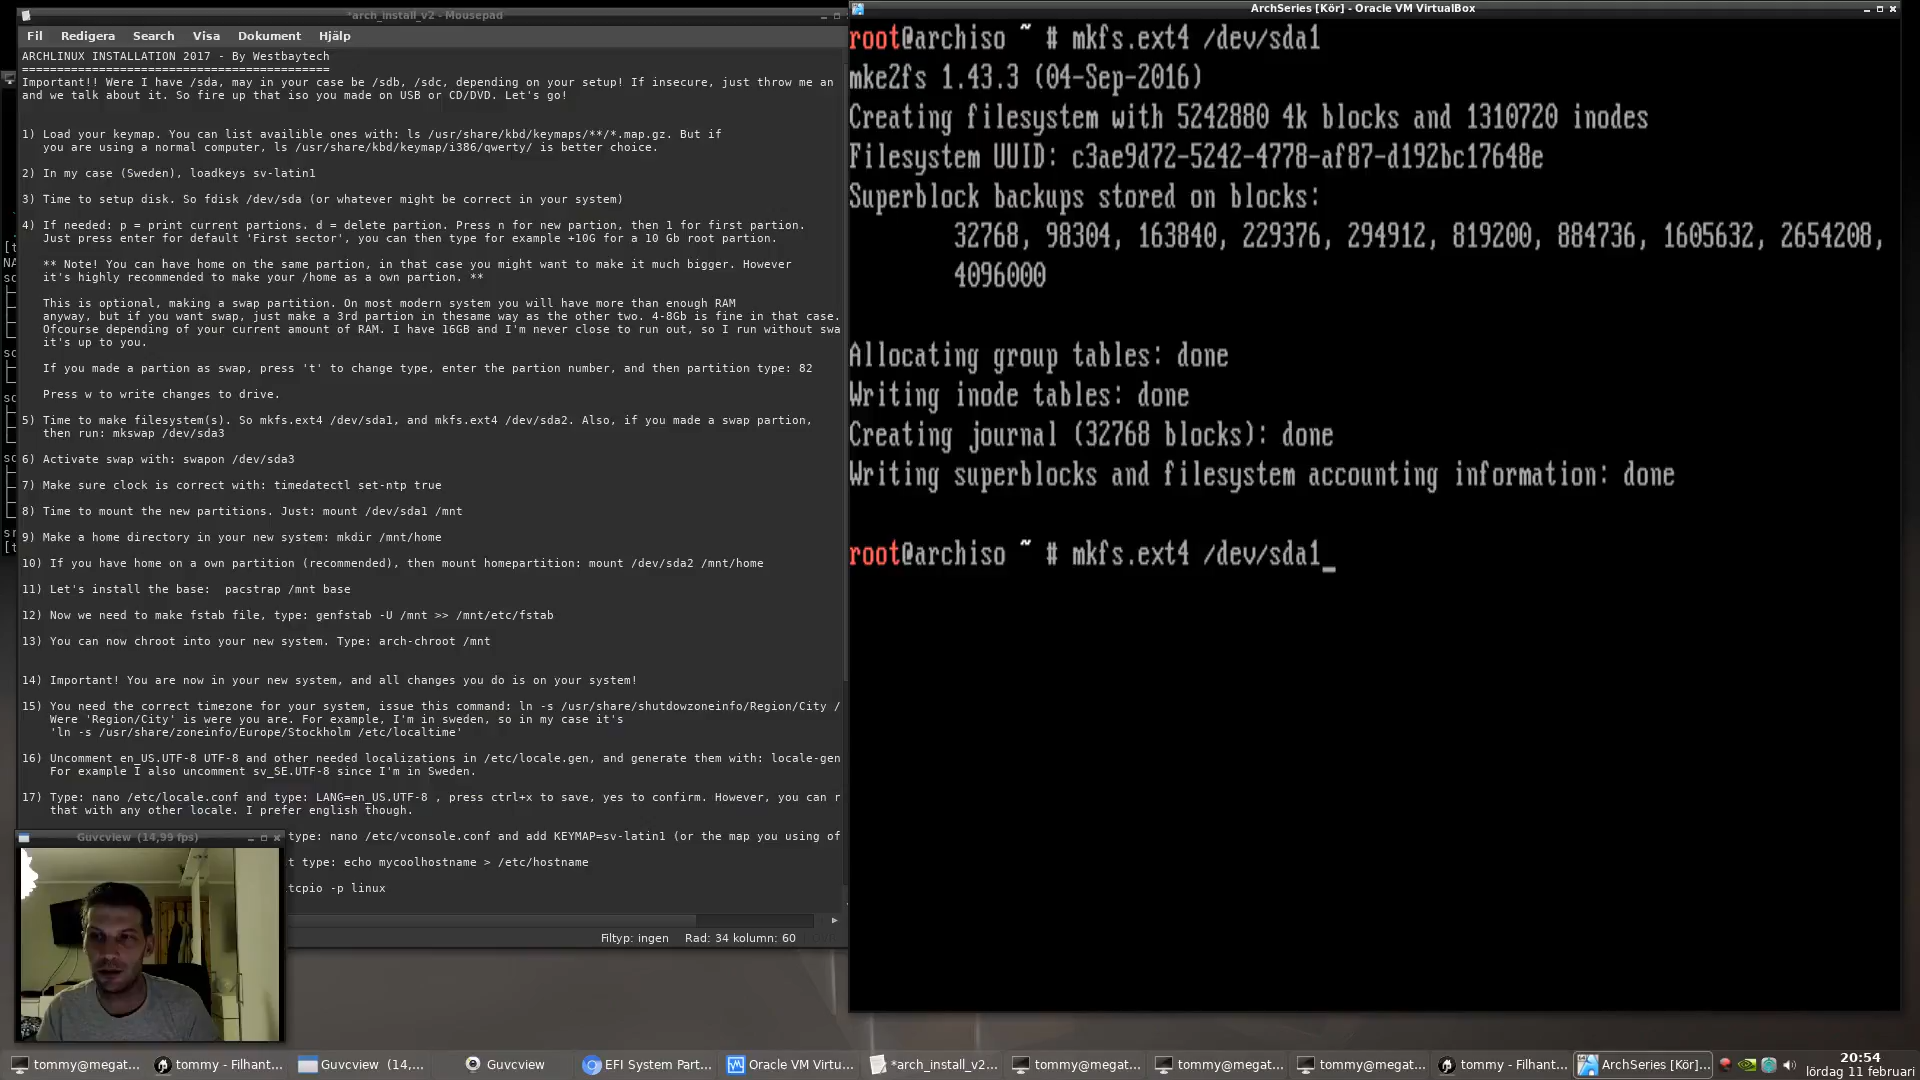 *arch_install_v2 - Mousepad
Fil Redigera Search Visa Dokument Hjälp
ARCHLINUX INSTALLATION 2017 - By Westbaytech
============================================
Important!! Were I have /sda, may in your case be /sdb, /sdc, depending on your setup! If insecure, just throw me an
and we talk about it. So fire up that iso you made on USB or CD/DVD. Let's go!
1) Load your keymap. You can list availible ones with: ls /usr/share/kbd/keymaps/**/*.map.gz. But if
you are using a normal computer, ls /usr/share/kbd/keymap/i386/qwerty/ is better choice.
2) In my case (Sweden), loadkeys sv-latin1
3) Time to setup disk. So fdisk /dev/sda (or whatever might be correct in your system)
4) If needed: p = print current partions. d = delete partion. Press n for new partion, then 1 for first partion.
Just press enter for default 'First sector', you can then type for example +10G for a 10 Gb root partion.
** Note! You can have home on the same partion, in that case you might want to make it much bigger. However
it's highly recommended to make your /home as a own partion. **
This is optional, making a swap partition. On most modern system you will have more than enough RAM
anyway, but if you want swap, just make a 3rd partion in thesame way as the other two. 4-8Gb is fine in that case.
Ofcourse depending of your current amount of RAM. I have 16GB and I'm never close to run out, so I run without swa
it's up to you.
If you made a partion as swap, press 't' to change type, enter the partion number, and then partition type: 82
Press w to write changes to drive.
5) Time to make filesystem(s). So mkfs.ext4 /dev/sda1, and mkfs.ext4 /dev/sda2. Also, if you made a swap partion,
then run: mkswap /dev/sda3
6) Activate swap with: swapon /dev/sda3
7) Make sure clock is correct with: timedatectl set-ntp true
8) Time to mount the new partitions. Just: mount /dev/sda1 /mnt
9) Make a home directory in your new system: mkdir /mnt/home
10) If you have home on a own partition (recommended), then mount homepartition: mount /dev/sda2 /mnt/home
11) Let's install the base:  pacstrap /mnt base
12) Now we need to make fstab file, type: genfstab -U /mnt >> /mnt/etc/fstab
13) You can now chroot into your new system. Type: arch-chroot /mnt
14) Important! You are now in your new system, and all changes you do is on your system!
15) You need the correct timezone for your system, issue this command: ln -s /usr/share/shutdowzoneinfo/Region/City /
Were 'Region/City' is were you are. For example, I'm in sweden, so in my case it's
'ln -s /usr/share/zoneinfo/Europe/Stockholm /etc/localtime'
16) Uncomment en_US.UTF-8 UTF-8 and other needed localizations in /etc/locale.gen, and generate them with: locale-gen
For example I also uncomment sv_SE.UTF-8 since I'm in Sweden.
17) Type: nano /etc/locale.conf and type: LANG=en_US.UTF-8 , press ctrl+x to save, yes to confirm. However, you can r
that with any other locale. I prefer english though.
type: nano /etc/vconsole.conf and add KEYMAP=sv-latin1 (or the map you using of
t type: echo mycoolhostname > /etc/hostname
tcpio -p linux
Filtyp: ingen Rad: 34 kolumn: 60
Guvcview (14,99 fps)
ArchSeries [Kör] - Oracle VM VirtualBox
root@archiso ~ # mkfs.ext4 /dev/sda1
mke2fs 1.43.3 (04-Sep-2016)
Creating filesystem with 5242880 4k blocks and 1310720 inodes
Filesystem UUID: c3ae9d72-5242-4778-af87-d192bc17648e
Superblock backups stored on blocks:
32768, 98304, 163840, 229376, 294912, 819200, 884736, 1605632, 2654208,
4096000
Allocating group tables: done
Writing inode tables: done
Creating journal (32768 blocks): done
Writing superblocks and filesystem accounting information: done
root@archiso ~ # mkfs.ext4 /dev/sda1_
tommy@megat... tommy - Filhant... Guvcview (14,... Guvcview EFI System Part... Oracle VM Virtu... *arch_install_v2... tommy@megat... tommy@megat... tommy@megat... tommy - Filhant... ArchSeries [Kör]...
20:54
lördag 11 februari